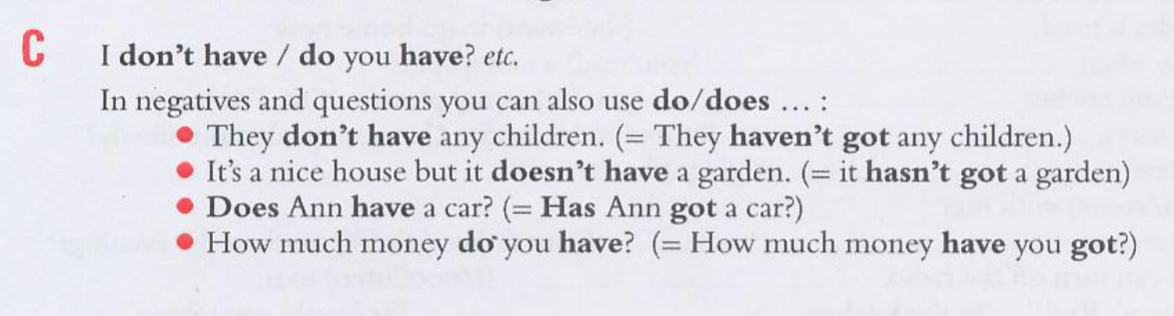 C I don't have / do you have? etc.
In negatives and questions you can also use do/does ... :
• They don't have any children. (= They haven't got any children.)
• It's a nice house but it doesn't have a garden. (= it hasn't got a garden)
• Does Ann have a car? (= Has Ann got a car?)
• How much money do you have? (= How much money have you got?)